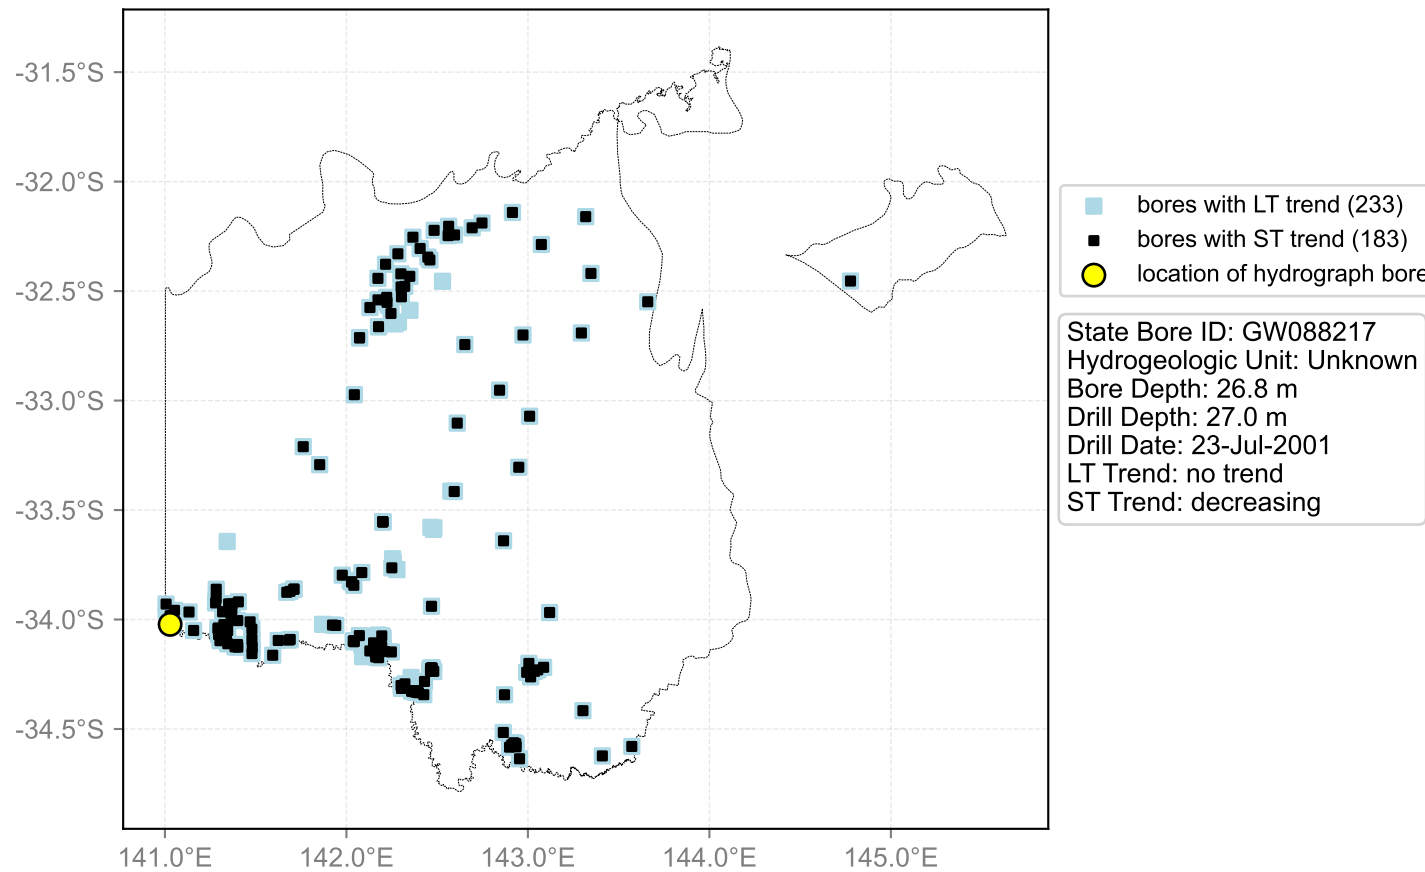 -31.5°S
-32.0°S
-32.5°S
-33.0°S
-33.5°S
-34.0°S
-34.5°S
141.0°E
142.0°E
143.0°E
144.0°E
145.0°E
bores with LT trend (233)
bores with ST trend (183)
location of hydrograph bore
State Bore ID: GW088217
Hydrogeologic Unit: Unknown
Bore Depth: 26.8 m
Drill Depth: 27.0 m
Drill Date: 23-Jul-2001
LT Trend: no trend
ST Trend: decreasing